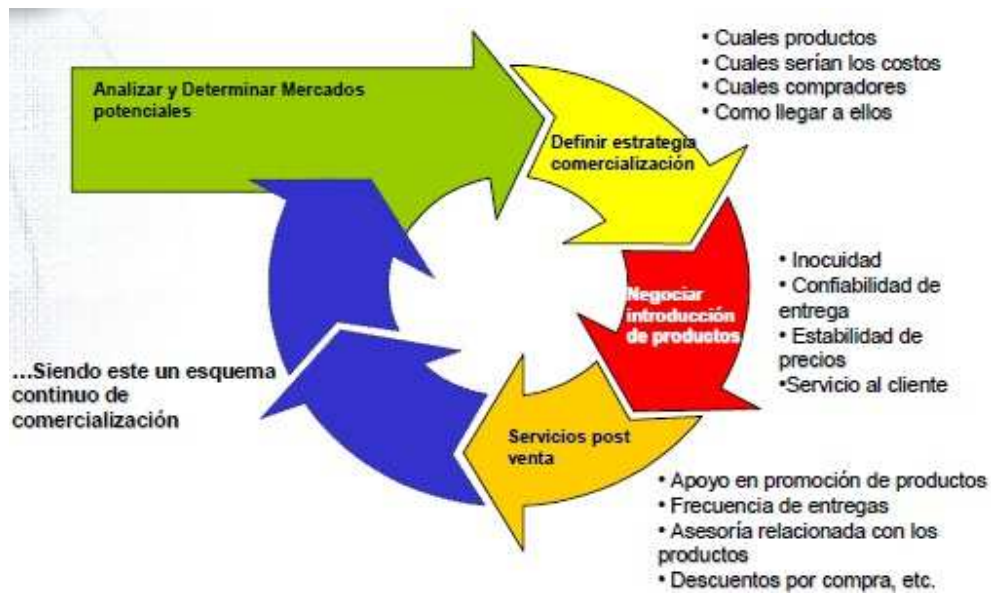 Analizar y Determinar Mercados
potenciales
• Cuales productos
• Cuales serían los costos
• Cuales compradores
• Como llegar a ellos
Definir estrategia
comercialización
• Inocuidad
• Confiabilidad de
entrega
• Estabilidad de
precios
•Servicio al cliente
Negociar
introducción
de productos
...Siendo este un esquema
continuo de
comercialización
Servicios post
venta
• Apoyo en promoción de productos
• Frecuencia de entregas
• Asesoría relacionada con los
productos
• Descuentos por compra, etc.